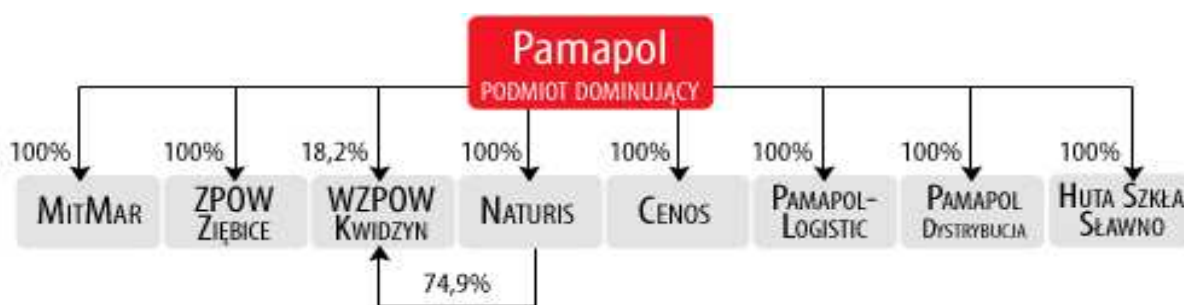 Pamapol
PODMIOT DOMINUJĄCY
100% 100% 18,2% 100% 100% 100% 100% 100%
MITMAR
ZPOW
ZIĘBICE
WZPOW
KWIDZYN
NATURIS
CENOS
PAMAPOL-
LOGISTIC
PAMAPOL
DYSTRYBUCJA
HUTA SZKŁA
SŁAWNO
74,9%